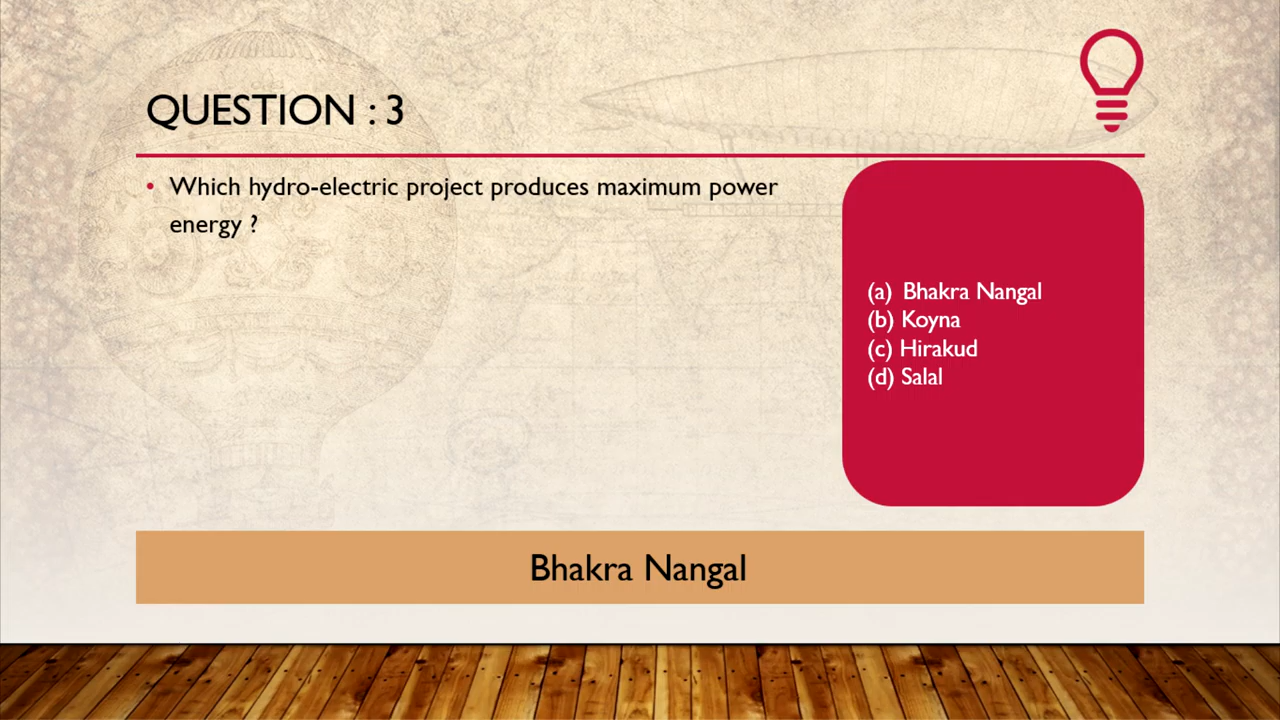 QUESTION : 3
• Which hydro-electric project produces maximum power
energy ?
(a) Bhakra Nangal
(b) Koyna
(c) Hirakud
(d) Salal
Bhakra Nangal